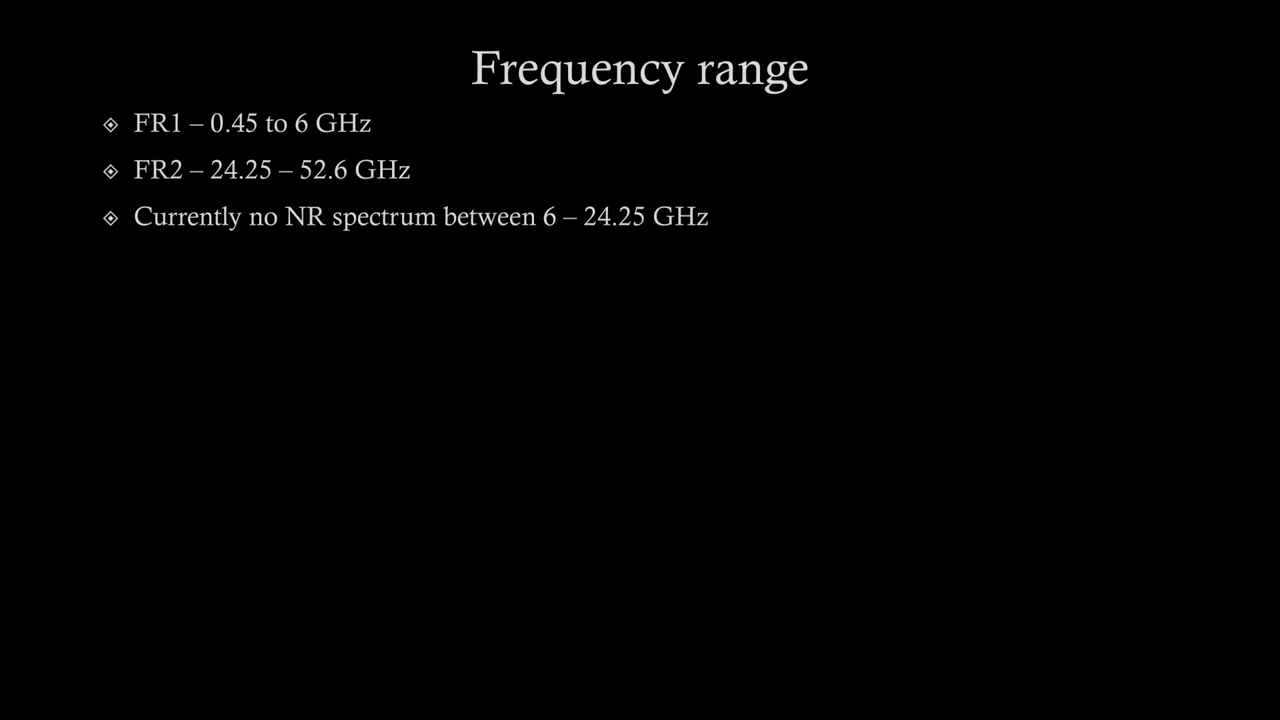 Frequency range
FR1 – 0.45 to 6 GHz
FR2 – 24.25 – 52.6 GHz
Currently no NR spectrum between 6 – 24.25 GHz